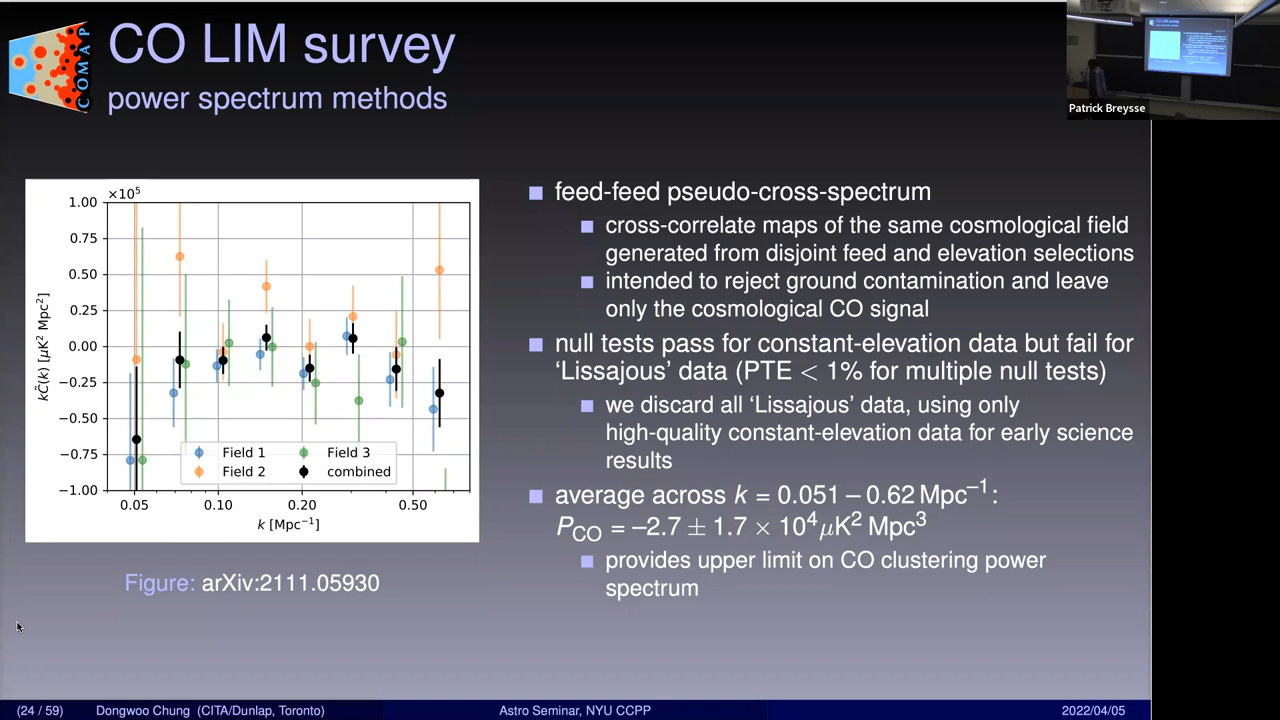 COMAP
CO LIM survey
power spectrum methods
Patrick Breysse
×10⁵
1.00
0.75
0.50
0.25
0.00
−0.25
−0.50
−0.75
−1.00
kC̃(k) [μK² Mpc²]
Field 1
Field 2
Field 3
combined
0.05
0.10
0.20
0.50
k [Mpc⁻¹]
Figure: arXiv:2111.05930
feed-feed pseudo-cross-spectrum
cross-correlate maps of the same cosmological field
generated from disjoint feed and elevation selections
intended to reject ground contamination and leave
only the cosmological CO signal
null tests pass for constant-elevation data but fail for
‘Lissajous’ data (PTE < 1% for multiple null tests)
we discard all ‘Lissajous’ data, using only
high-quality constant-elevation data for early science
results
average across k = 0.051 – 0.62 Mpc⁻¹:
P_CO = −2.7 ± 1.7 × 10⁴ μK² Mpc³
provides upper limit on CO clustering power
spectrum
(24 / 59)
Dongwoo Chung (CITA/Dunlap, Toronto)
Astro Seminar, NYU CCPP
2022/04/05